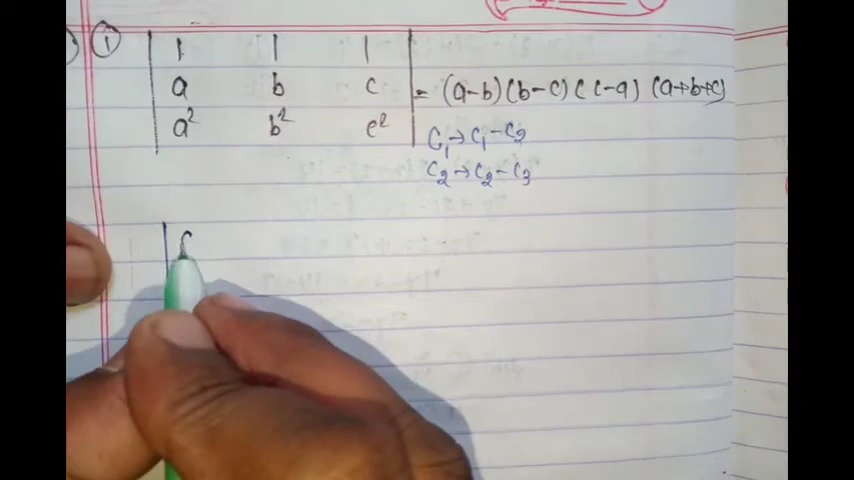 ① | 1 1 1 |
| a b c | = (a-b)(b-c)(c-a) (a+b+c)
| a² b² c² |
C₁→C₁-C₂
C₂→C₂-C₃